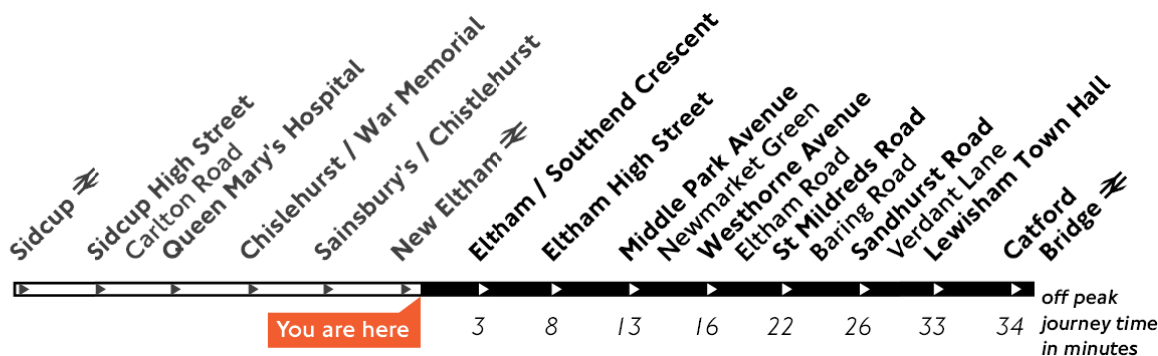 Sidcup
Sidcup High Street
Carlton Road
Queen Mary's Hospital
Chislehurst / War Memorial
Sainsbury's / Chistlehurst
New Eltham
Eltham / Southend Crescent
Eltham High Street
Middle Park Avenue
Newmarket Green
Westhorne Avenue
Eltham Road
St Mildreds Road
Baring Road
Sandhurst Road
Verdant Lane
Lewisham Town Hall
Catford
Bridge
You are here
3 8 13 16 22 26 33 34
off peak
journey time
in minutes